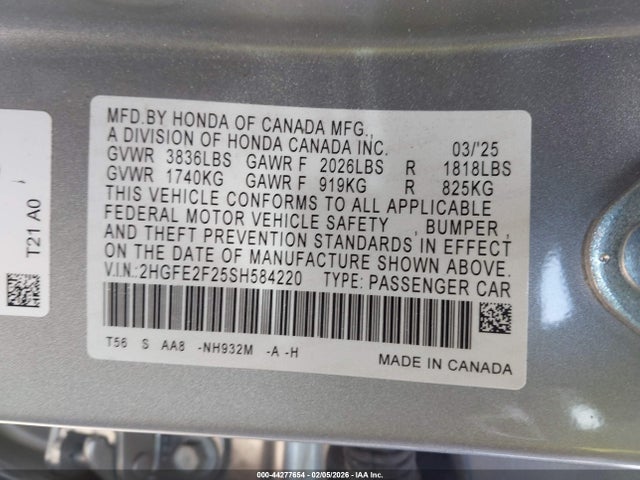 MFD.BY HONDA OF CANADA MFG.,
A DIVISION OF HONDA CANADA INC. 03/'25
GVWR 3836LBS GAWR F 2026LBS R 1818LBS
GVWR 1740KG GAWR F 919KG R 825KG
THIS VEHICLE CONFORMS TO ALL APPLICABLE
FEDERAL MOTOR VEHICLE SAFETY , BUMPER ,
AND THEFT PREVENTION STANDARDS IN EFFECT
ON THE DATE OF MANUFACTURE SHOWN ABOVE.
V.I.N.:2HGFE2F25SH584220 TYPE: PASSENGER CAR
T56 S AA8 -NH932M -A -H
MADE IN CANADA
T21 A0
000-44277654 - 02/05/2026 - IAA Inc.